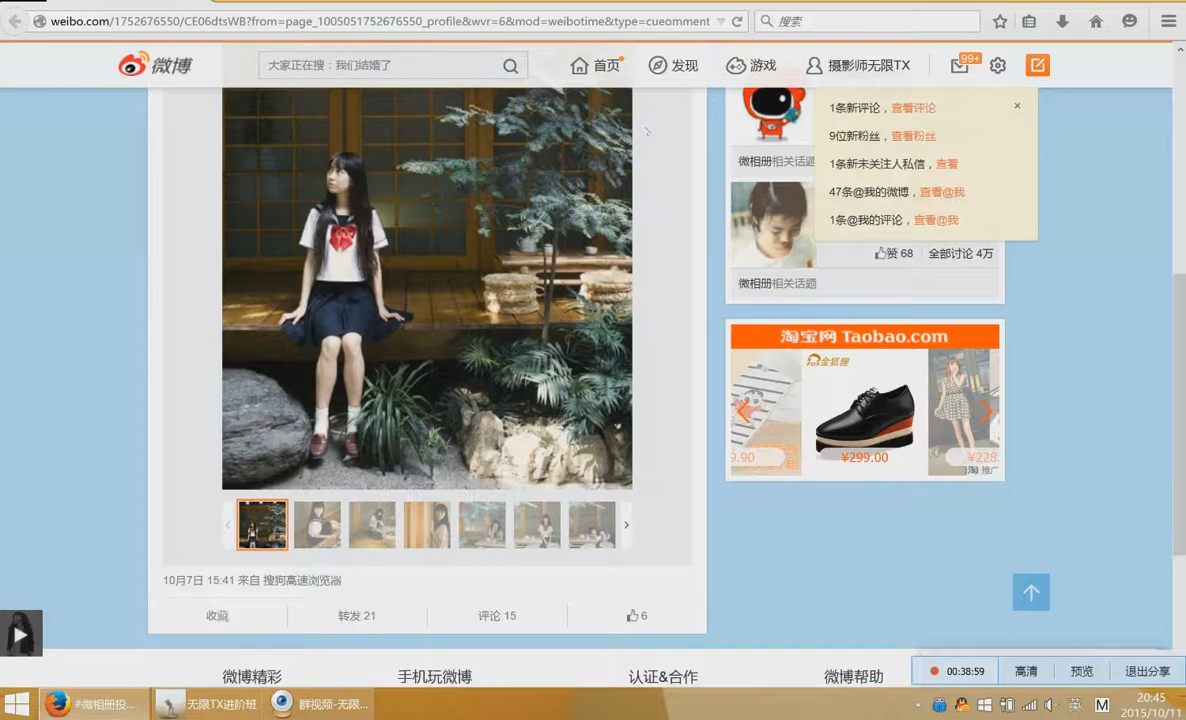 weibo.com/1752676550/CE06dtsWB?from=page_1005051752676550_profile&wvr=6&mod=weibotime&type=cueomment
搜索
微博
大家正在搜：我们结婚了
首页
发现
游戏
摄影师无限TX
99+
1条新评论，查看评论
9位新粉丝，查看粉丝
1条新未关注人私信，查看
47条@我的微博，查看@我
1条@我的评论，查看@我
微相册相关话题
赞 68
全部讨论 4万
微相册相关话题
淘宝网 Taobao.com
金狐狸
9.90
¥299.00
¥228.
淘 推广
10月7日 15:41 来自 搜狗高速浏览器
收藏
转发 21
评论 15
6
微博精彩
手机玩微博
认证&合作
微博帮助
00:38:59
高清
预览
退出分享
#微相册投...
无限TX进阶班
群视频-无限...
英
M
20:45
2015/10/11